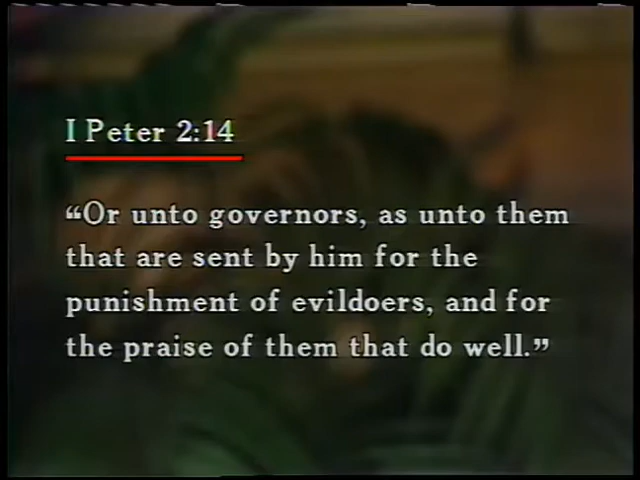 I Peter 2:14
“Or unto governors, as unto them
that are sent by him for the
punishment of evildoers, and for
the praise of them that do well.”